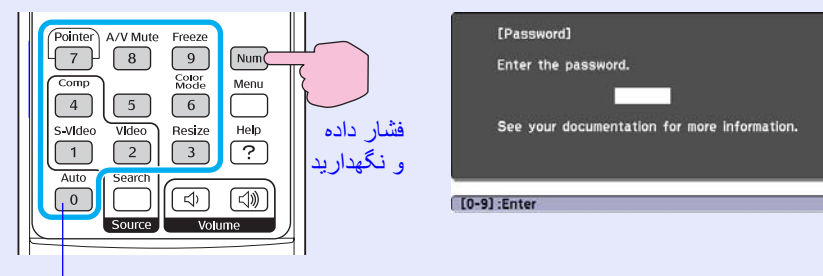 Pointer A/V Mute Freeze
7 8 9 Num
Comp Color Mode Menu
4 5 6
S-Video Video Resize Help
1 2 3 ?
Auto Search
0
Source Volume
فشار داده
و نگهدارید
[Password]
Enter the password.
See your documentation for more information.
[0-9] :Enter